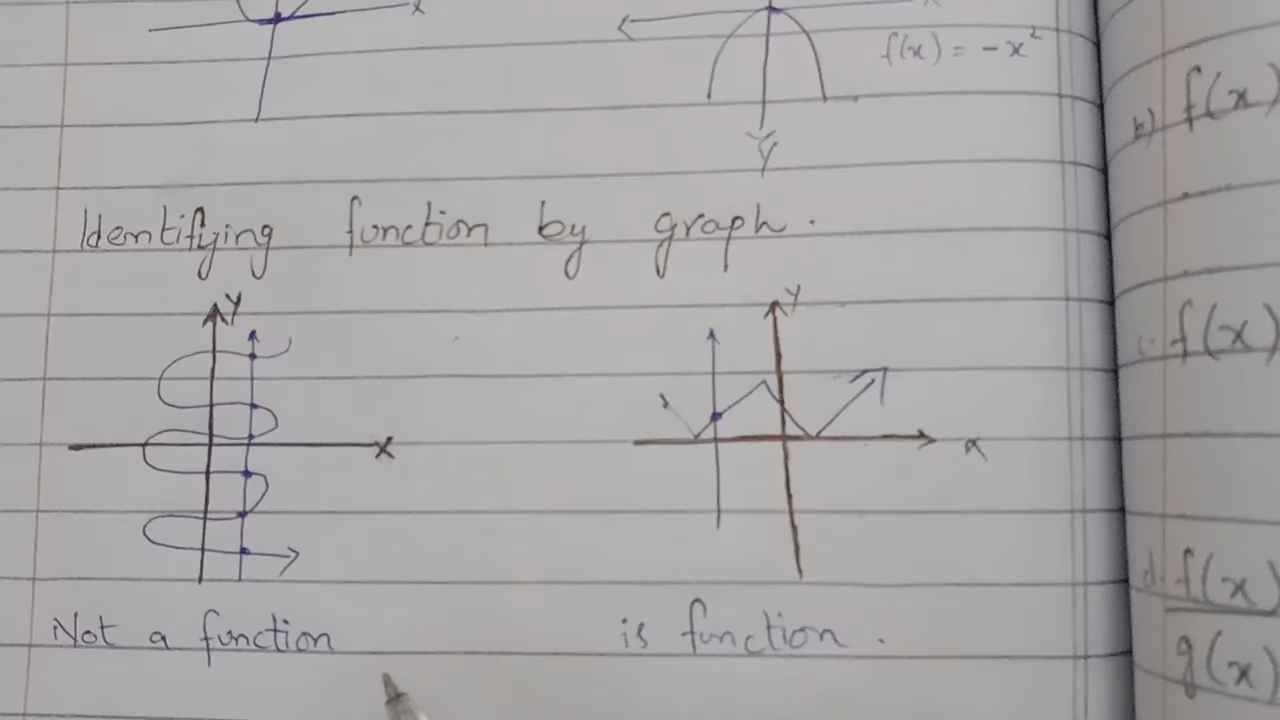 x
f(x) = -x²
Y
Identifying function by graph.
Y
X
Not a function
Y
x
is function.
b) f(x)
c. f(x)
d. f(x)
g(x)